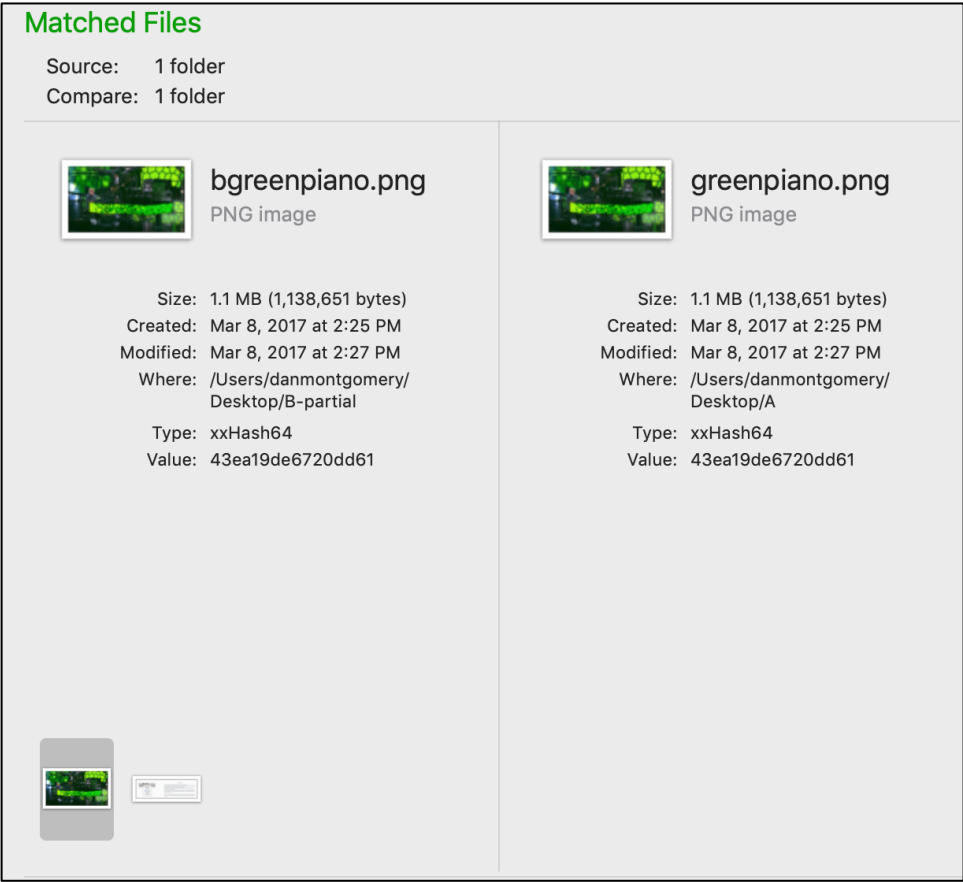 Matched Files
Source: 1 folder
Compare: 1 folder
bgreenpiano.png
PNG image
Size: 1.1 MB (1,138,651 bytes)
Created: Mar 8, 2017 at 2:25 PM
Modified: Mar 8, 2017 at 2:27 PM
Where: /Users/danmontgomery/
Desktop/B-partial
Type: xxHash64
Value: 43ea19de6720dd61
greenpiano.png
PNG image
Size: 1.1 MB (1,138,651 bytes)
Created: Mar 8, 2017 at 2:25 PM
Modified: Mar 8, 2017 at 2:27 PM
Where: /Users/danmontgomery/
Desktop/A
Type: xxHash64
Value: 43ea19de6720dd61